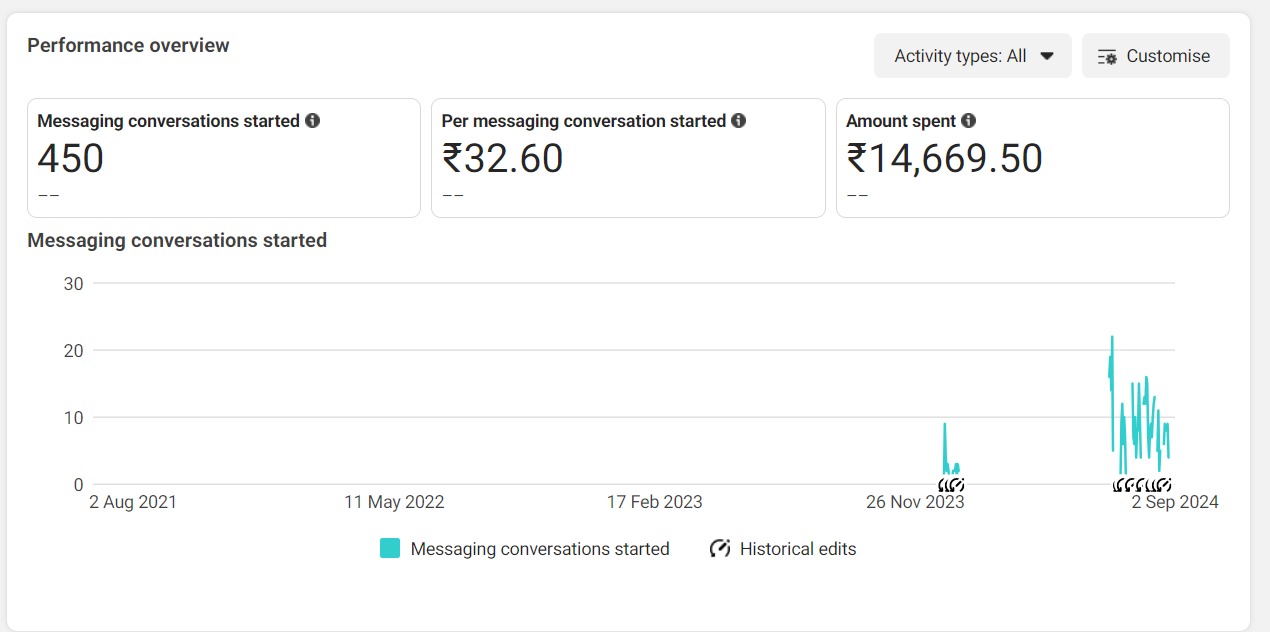 Performance overview
Activity types: All
Customise
Messaging conversations started
450
––
Per messaging conversation started
₹32.60
––
Amount spent
₹14,669.50
––
Messaging conversations started
30
20
10
0
2 Aug 2021 11 May 2022 17 Feb 2023 26 Nov 2023 2 Sep 2024
Messaging conversations started Historical edits